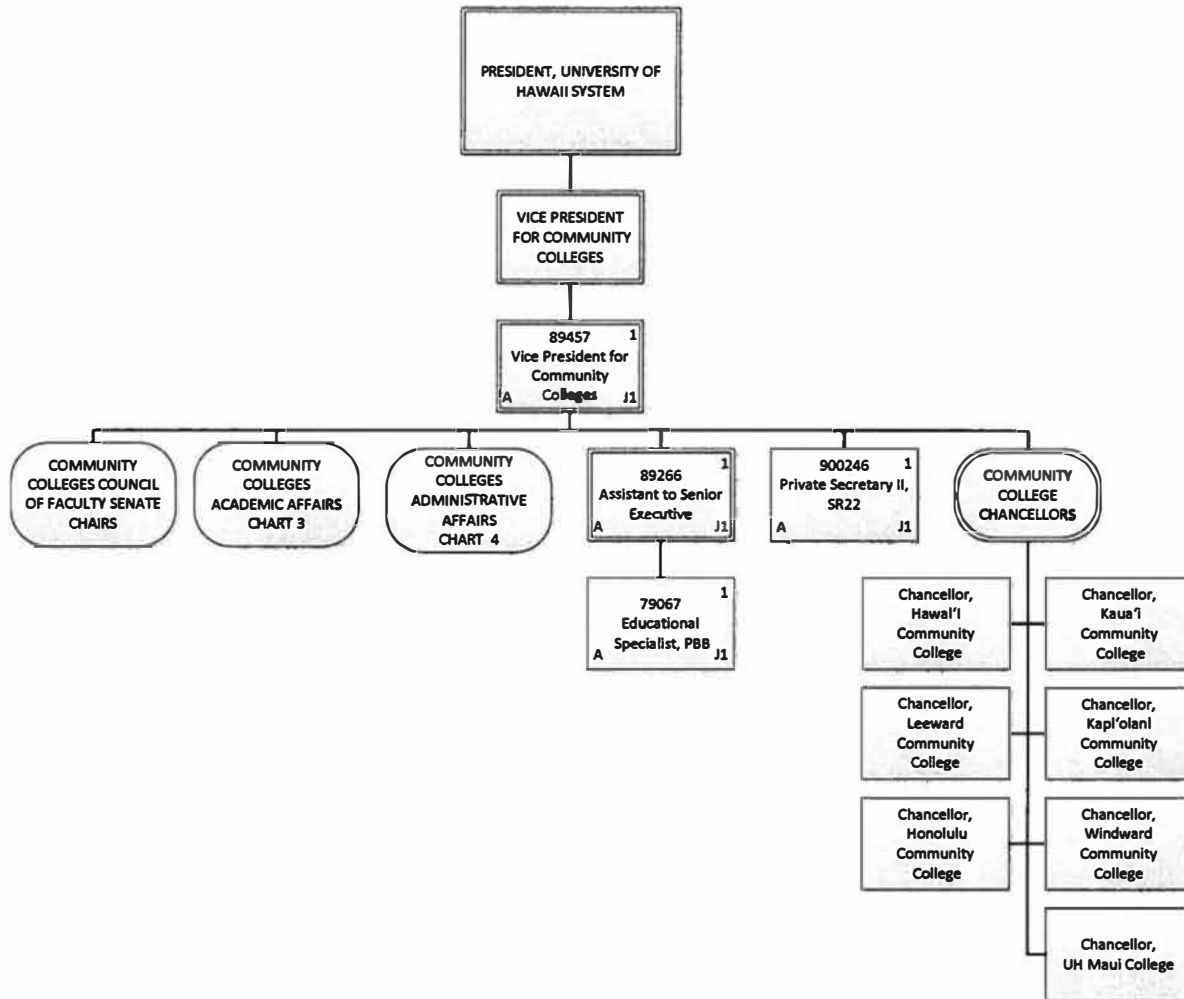 PRESIDENT, UNIVERSITY OF
HAWAII SYSTEM
VICE PRESIDENT
FOR COMMUNITY
COLLEGES
89457 1
Vice President for
Community
Colleges
A J1
COMMUNITY
COLLEGES COUNCIL
OF FACULTY SENATE
CHAIRS
COMMUNITY
COLLEGES
ACADEMIC AFFAIRS
CHART 3
COMMUNITY
COLLEGES
ADMINISTRATIVE
AFFAIRS
CHART 4
89266 1
Assistant to Senior
Executive
A J1
900246 1
Private Secretary II,
SR22
A J1
COMMUNITY
COLLEGE
CHANCELLORS
79067 1
Educational
Specialist, PBB
A J1
Chancellor,
Hawai‘i
Community
College
Chancellor,
Kaua‘i
Community
College
Chancellor,
Leeward
Community
College
Chancellor,
Kapi‘olani
Community
College
Chancellor,
Honolulu
Community
College
Chancellor,
Windward
Community
College
Chancellor,
UH Maui College